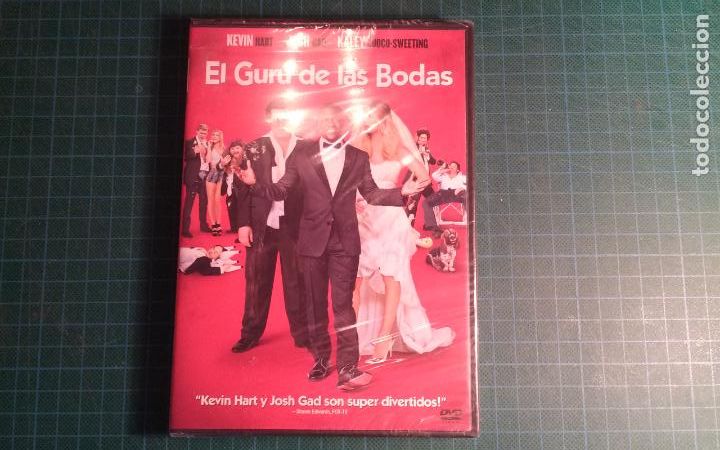 KEVIN HART KALEY CUOCO-SWEETING
El Guru de las Bodas
“Kevin Hart y Josh Gad son super divertidos!”
DVD
todocoleccion